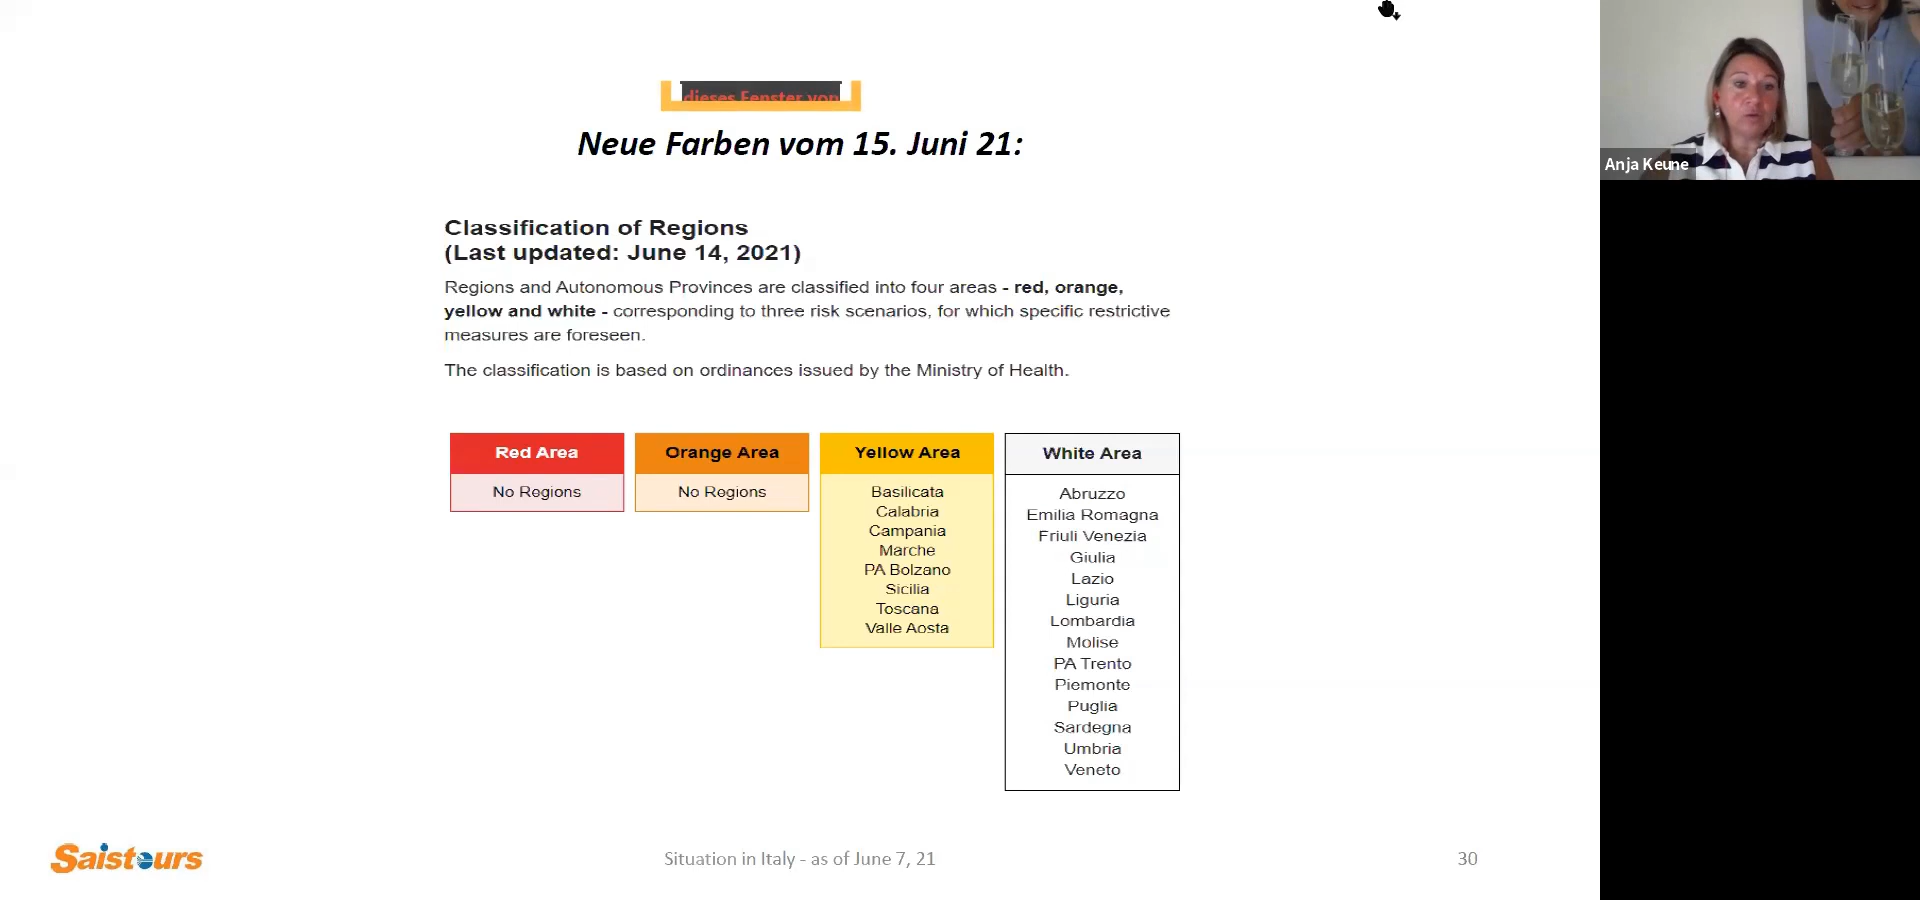 dieses Fenster von
Neue Farben vom 15. Juni 21:
Classification of Regions
(Last updated: June 14, 2021)
Regions and Autonomous Provinces are classified into four areas - red, orange,
yellow and white - corresponding to three risk scenarios, for which specific restrictive
measures are foreseen.
The classification is based on ordinances issued by the Ministry of Health.
Red Area
No Regions
Orange Area
No Regions
Yellow Area
Basilicata
Calabria
Campania
Marche
PA Bolzano
Sicilia
Toscana
Valle Aosta
White Area
Abruzzo
Emilia Romagna
Friuli Venezia
Giulia
Lazio
Liguria
Lombardia
Molise
PA Trento
Piemonte
Puglia
Sardegna
Umbria
Veneto
Saistours
Situation in Italy - as of June 7, 21
30
Anja Keune